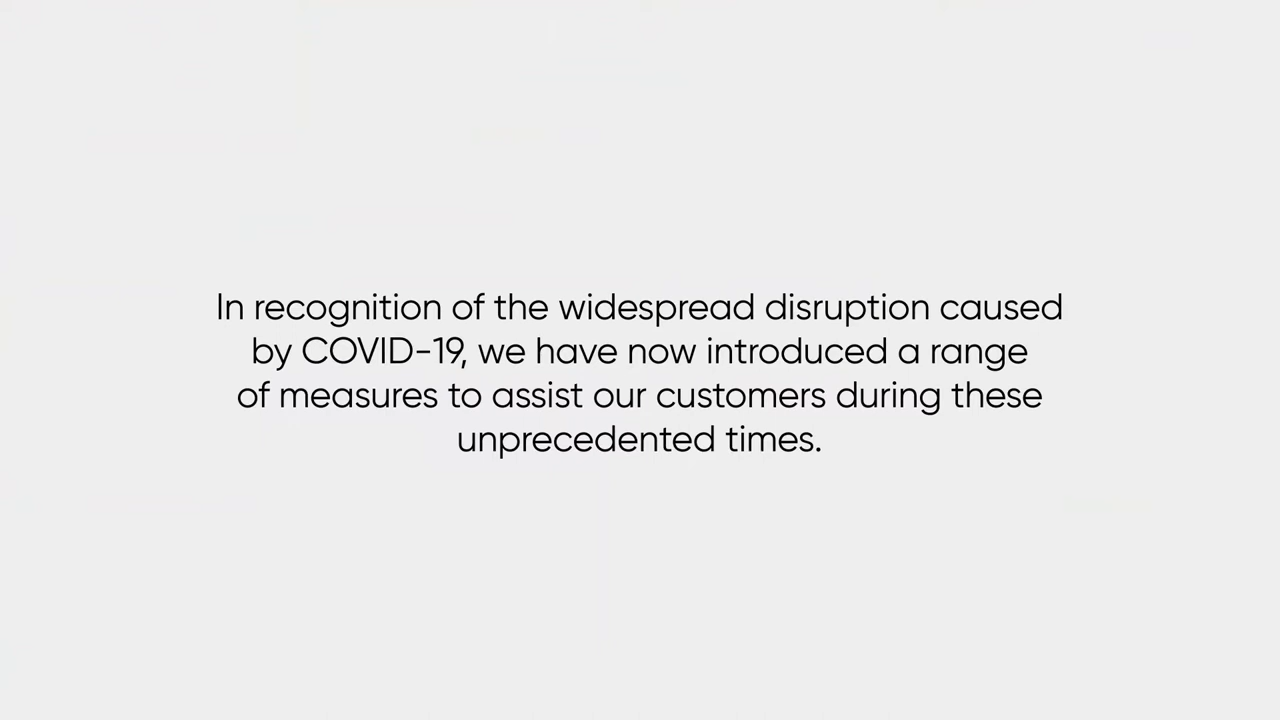 In recognition of the widespread disruption caused
by COVID-19, we have now introduced a range
of measures to assist our customers during these
unprecedented times.